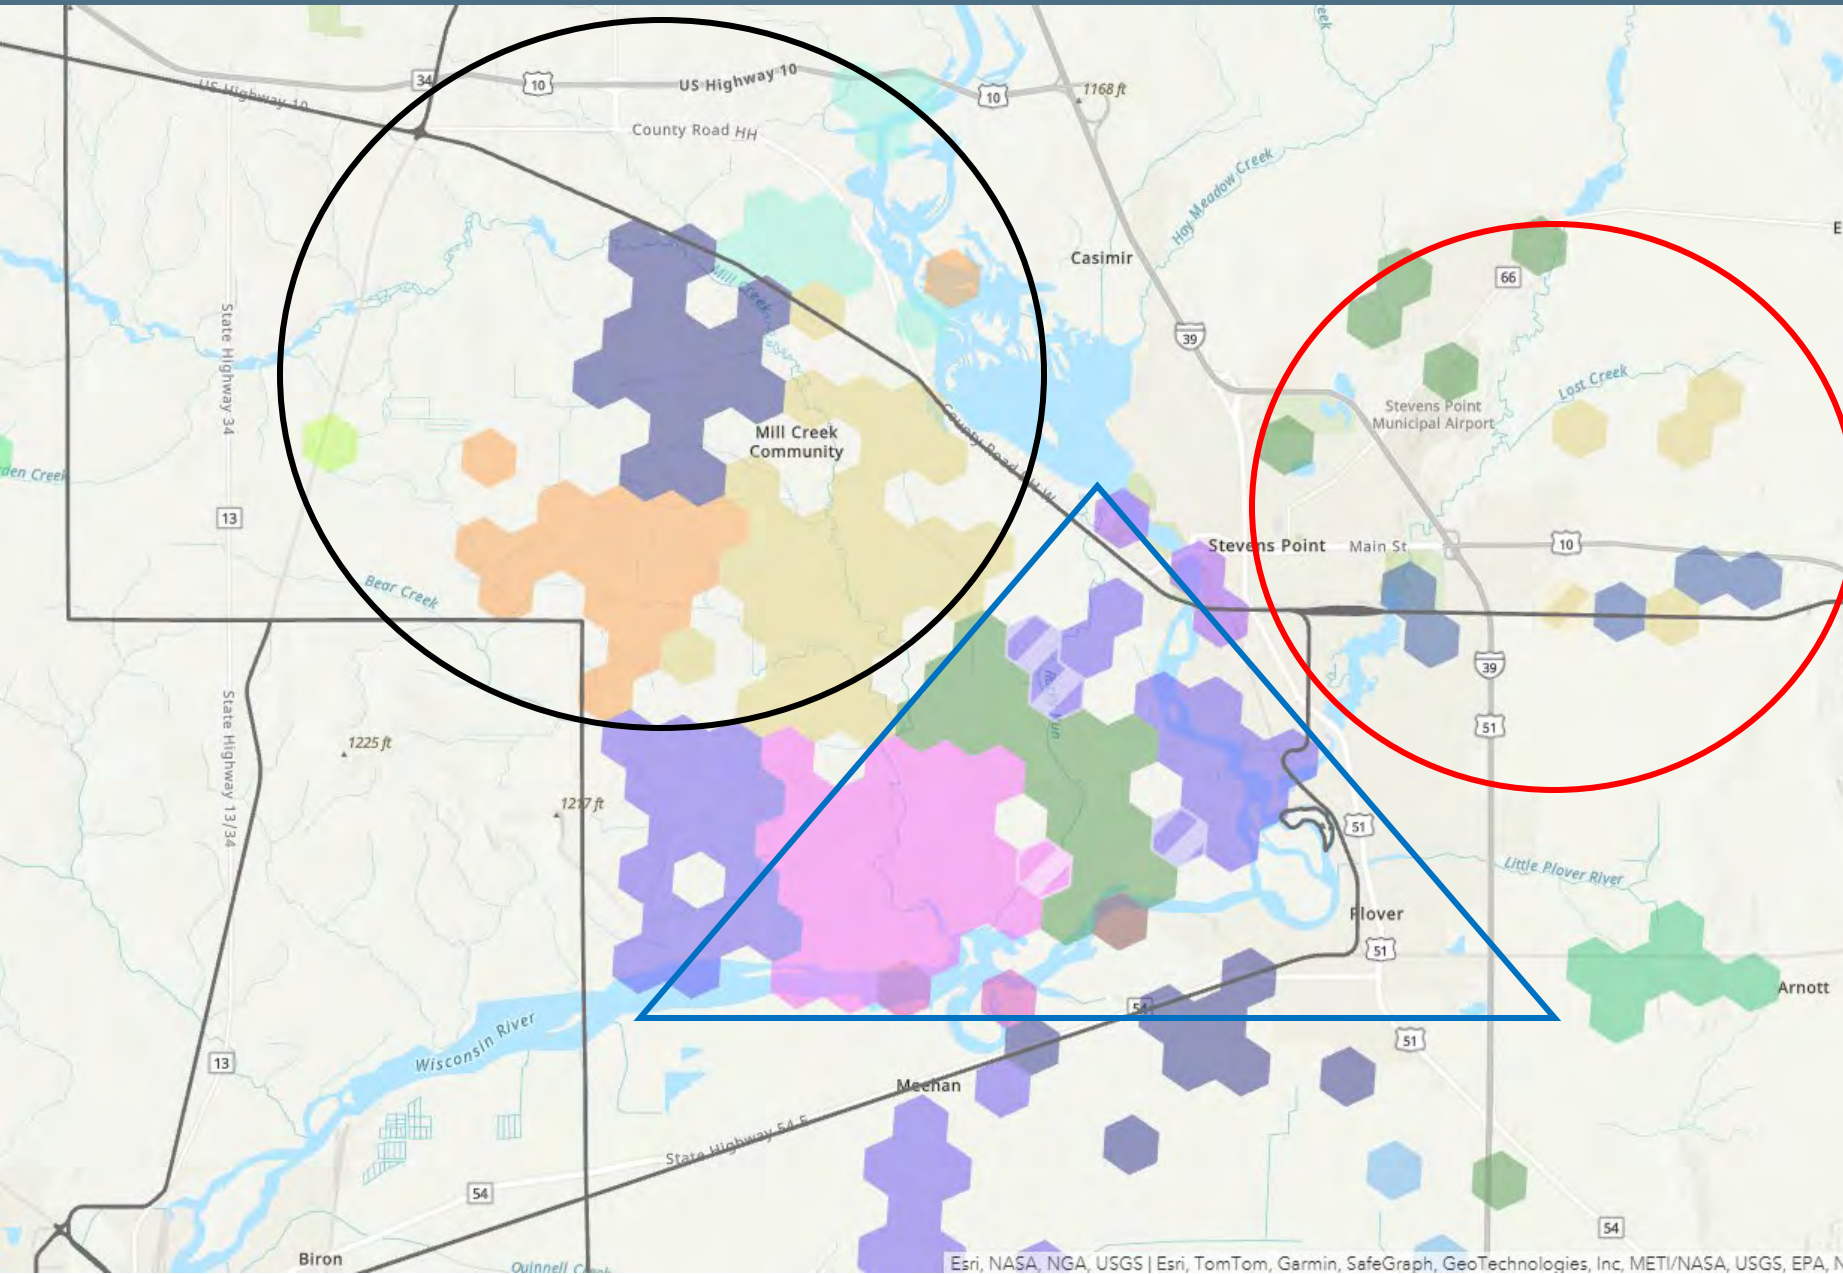 34
US Highway 10
10
US Highway 10
10
1168 ft
County Road HH
Hay Meadow Creek
Creek
Casimir
66
Mill Creek
State Highway 34
39
Lost Creek
Stevens Point
Municipal Airport
Mill Creek
Community
County Road
W
13
Stevens Point
Main St
10
Bear Creek
39
51
State Highway 13/34
1225 ft
1217 ft
51
Little Plover River
Plover
51
54
Arnott
Wisconsin River
51
13
Meehan
State Highway 54 E
54
54
Biron
Quinnell Creek
Esri, NASA, NGA, USGS | Esri, TomTom, Garmin, SafeGraph, GeoTechnologies, Inc, METI/NASA, USGS, EPA,